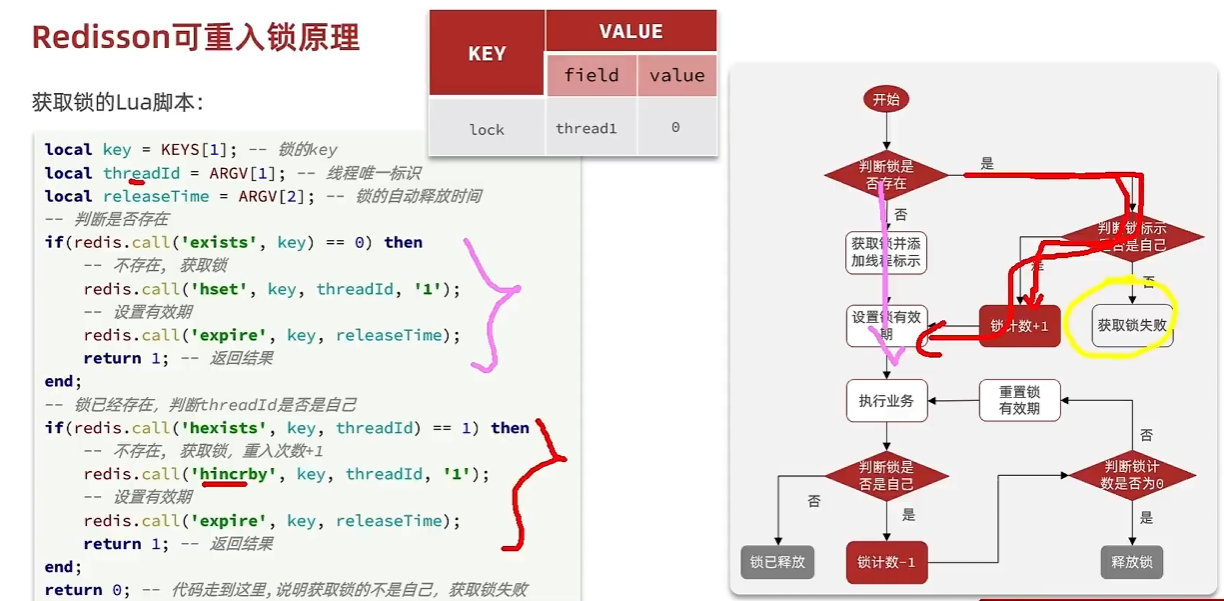 Redisson可重入锁原理
KEY
VALUE
field
value
lock
thread1
0
获取锁的Lua脚本：
local key = KEYS[1]; -- 锁的key
local threadId = ARGV[1]; -- 线程唯一标识
local releaseTime = ARGV[2]; -- 锁的自动释放时间
-- 判断是否存在
if(redis.call('exists', key) == 0) then
-- 不存在, 获取锁
redis.call('hset', key, threadId, '1');
-- 设置有效期
redis.call('expire', key, releaseTime);
return 1; -- 返回结果
end;
-- 锁已经存在，判断threadId是否是自己
if(redis.call('hexists', key, threadId) == 1) then
-- 不存在, 获取锁，重入次数+1
redis.call('hincrby', key, threadId, '1');
-- 设置有效期
redis.call('expire', key, releaseTime);
return 1; -- 返回结果
end;
return 0; -- 代码走到这里,说明获取锁的不是自己，获取锁失败
开始
判断锁是
否存在
是
否
判断锁标示
是否是自己
获取锁并添
加线程标示
是
否
设置锁有效
期
锁计数+1
获取锁失败
执行业务
重置锁
有效期
否
判断锁是
否是自己
判断锁计
数是否为0
否
是
是
锁已释放
锁计数-1
释放锁